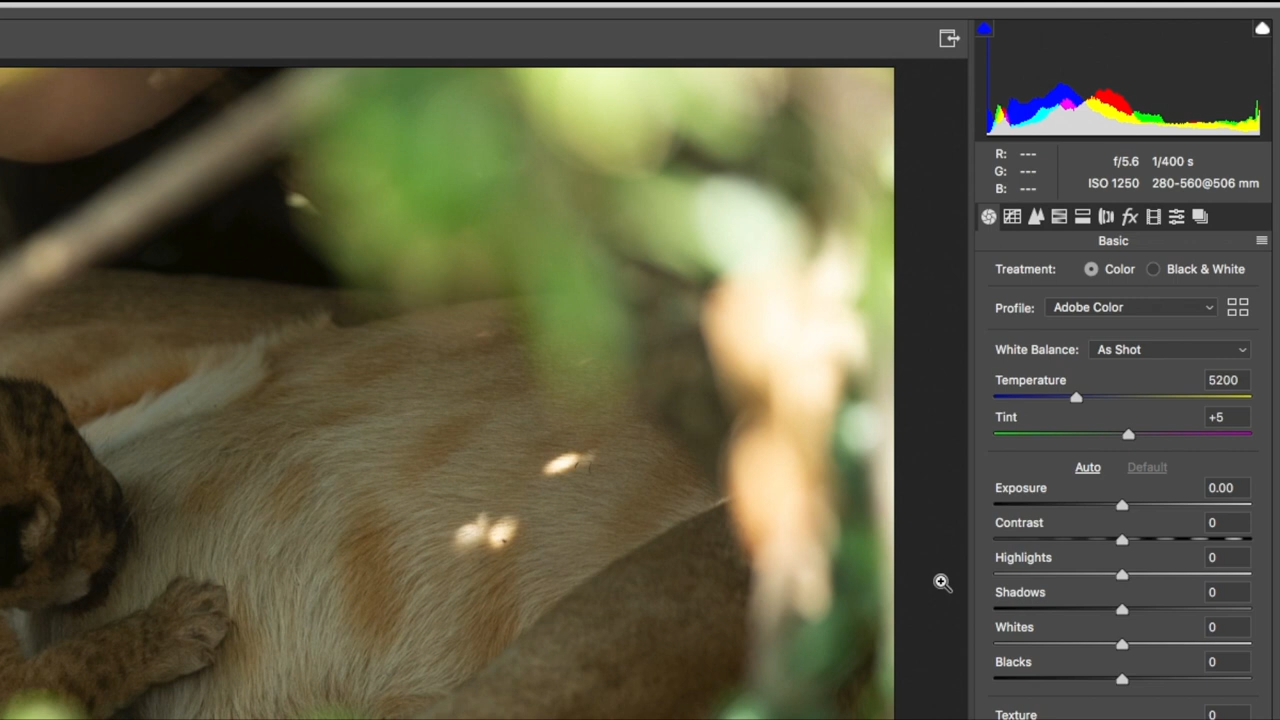 R: ---
G: ---
B: ---
f/5.6 1/400 s
ISO 1250 280-560@506 mm
fx
Basic
Treatment: Color Black & White
Profile: Adobe Color
White Balance: As Shot
Temperature 5200
Tint +5
Auto Default
Exposure 0.00
Contrast 0
Highlights 0
Shadows 0
Whites 0
Blacks 0
Texture 0